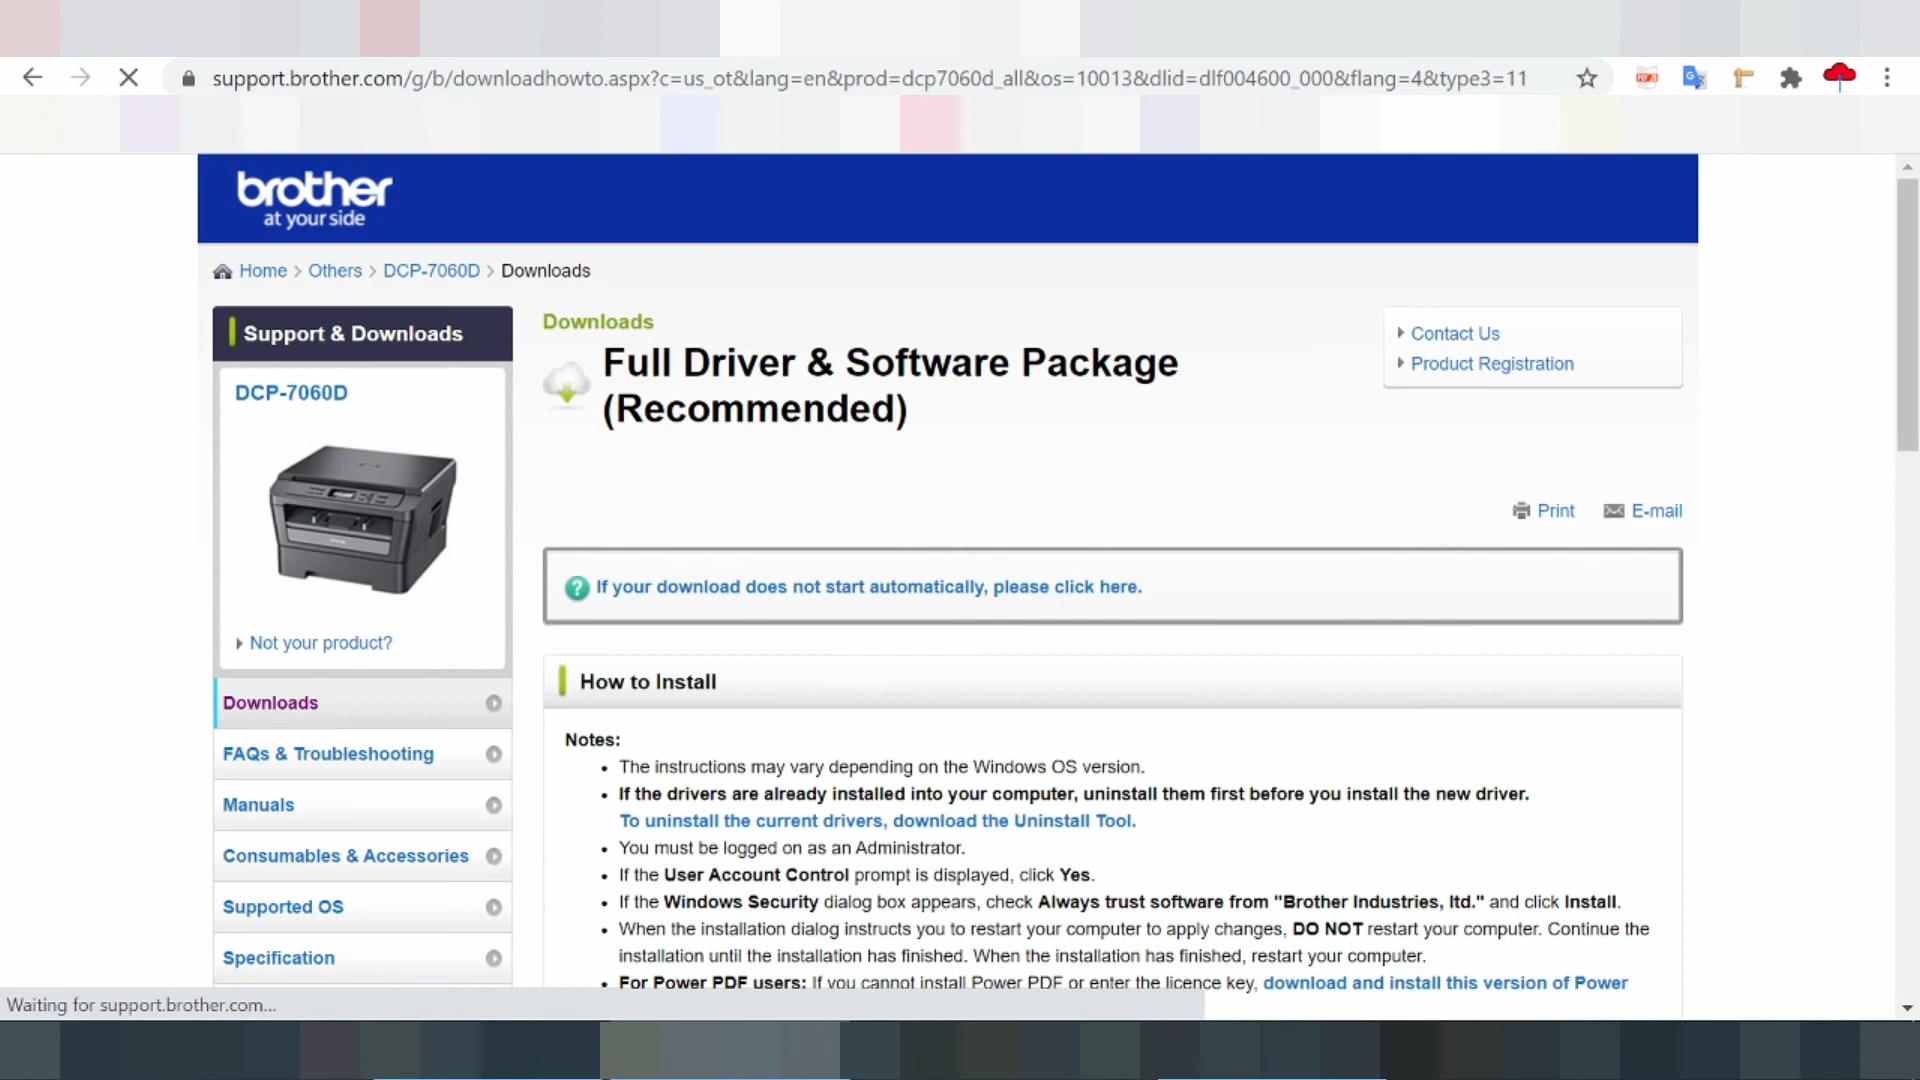 support.brother.com/g/b/downloadhowto.aspx?c=us_ot&lang=en&prod=dcp7060d_all&os=10013&dlid=dlf004600_000&flang=4&type3=11
brother
at your side
Home > Others > DCP-7060D > Downloads
Support & Downloads
DCP-7060D
Not your product?
Downloads
FAQs & Troubleshooting
Manuals
Consumables & Accessories
Supported OS
Specification
Downloads
Full Driver & Software Package
(Recommended)
Contact Us
Product Registration
Print
E-mail
If your download does not start automatically, please click here.
How to Install
Notes:
• The instructions may vary depending on the Windows OS version.
• If the drivers are already installed into your computer, uninstall them first before you install the new driver.
To uninstall the current drivers, download the Uninstall Tool.
• You must be logged on as an Administrator.
• If the User Account Control prompt is displayed, click Yes.
• If the Windows Security dialog box appears, check Always trust software from "Brother Industries, ltd." and click Install.
• When the installation dialog instructs you to restart your computer to apply changes, DO NOT restart your computer. Continue the
installation until the installation has finished. When the installation has finished, restart your computer.
• For Power PDF users: If you cannot install Power PDF or enter the licence key, download and install this version of Power
Waiting for support.brother.com...